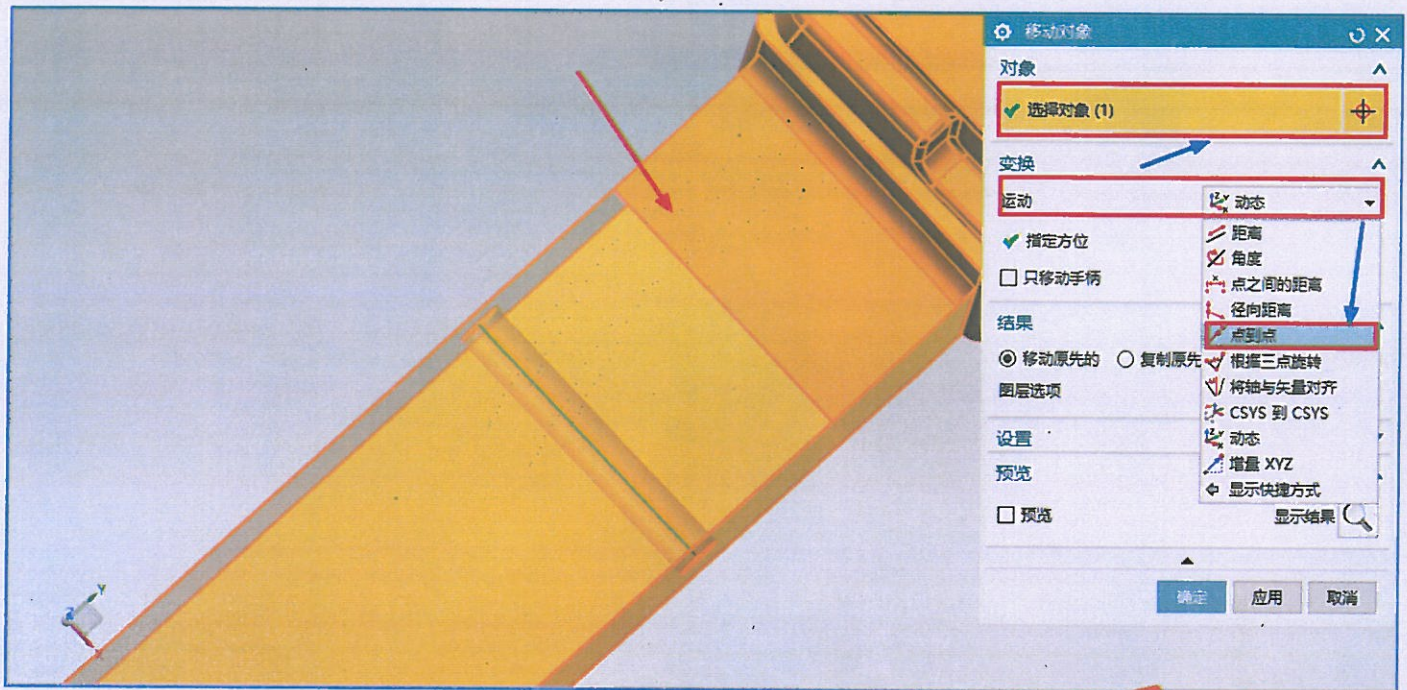 移动对象
对象
选择对象 (1)
变换
运动
动态
指定方位
只移动手柄
距离
角度
点之间的距离
径向距离
点到点
根据三点旋转
将轴与矢量对齐
CSYS 到 CSYS
动态
增量 XYZ
显示快捷方式
结果
移动原先的
复制原先
图层选项
设置
预览
预览
显示结果
确定
应用
取消
Z
Y
X